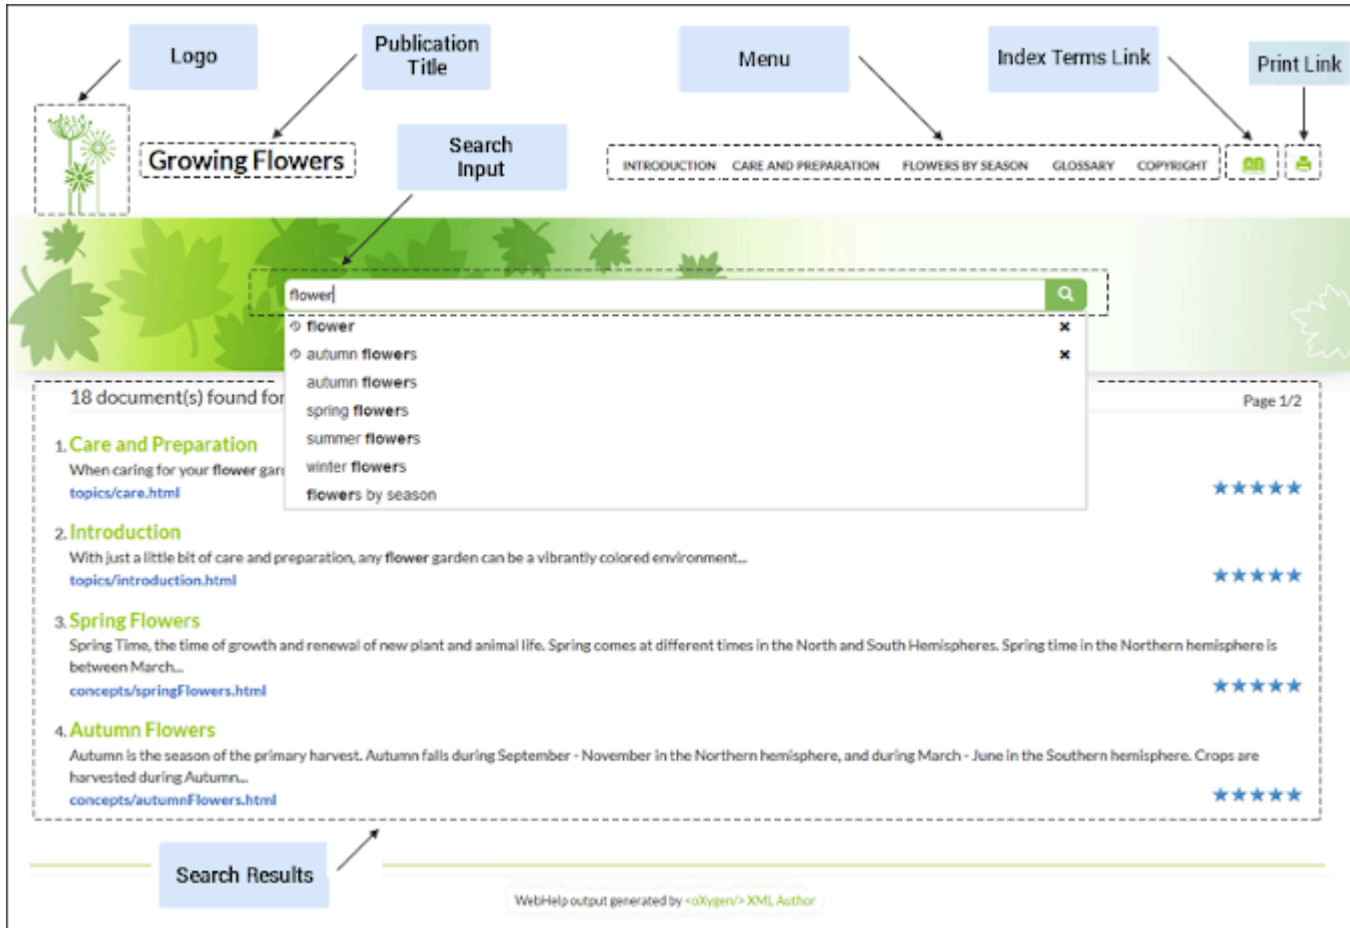 Logo
Publication
Title
Menu
Index Terms Link
Print Link
Search
Input
Growing Flowers
INTRODUCTION CARE AND PREPARATION FLOWERS BY SEASON GLOSSARY COPYRIGHT
flower
flower
autumn flowers
autumn flowers
spring flowers
summer flowers
winter flowers
flowers by season
18 document(s) found for
Page 1/2
1. Care and Preparation
When caring for your flower gar
topics/care.html
2. Introduction
With just a little bit of care and preparation, any flower garden can be a vibrantly colored environment...
topics/introduction.html
3. Spring Flowers
Spring Time, the time of growth and renewal of new plant and animal life. Spring comes at different times in the North and South Hemispheres. Spring time in the Northern hemisphere is
between March...
concepts/springFlowers.html
4. Autumn Flowers
Autumn is the season of the primary harvest. Autumn falls during September - November in the Northern hemisphere, and during March - June in the Southern hemisphere. Crops are
harvested during Autumn...
concepts/autumnFlowers.html
Search Results
WebHelp output generated by <oXygen/> XML Author